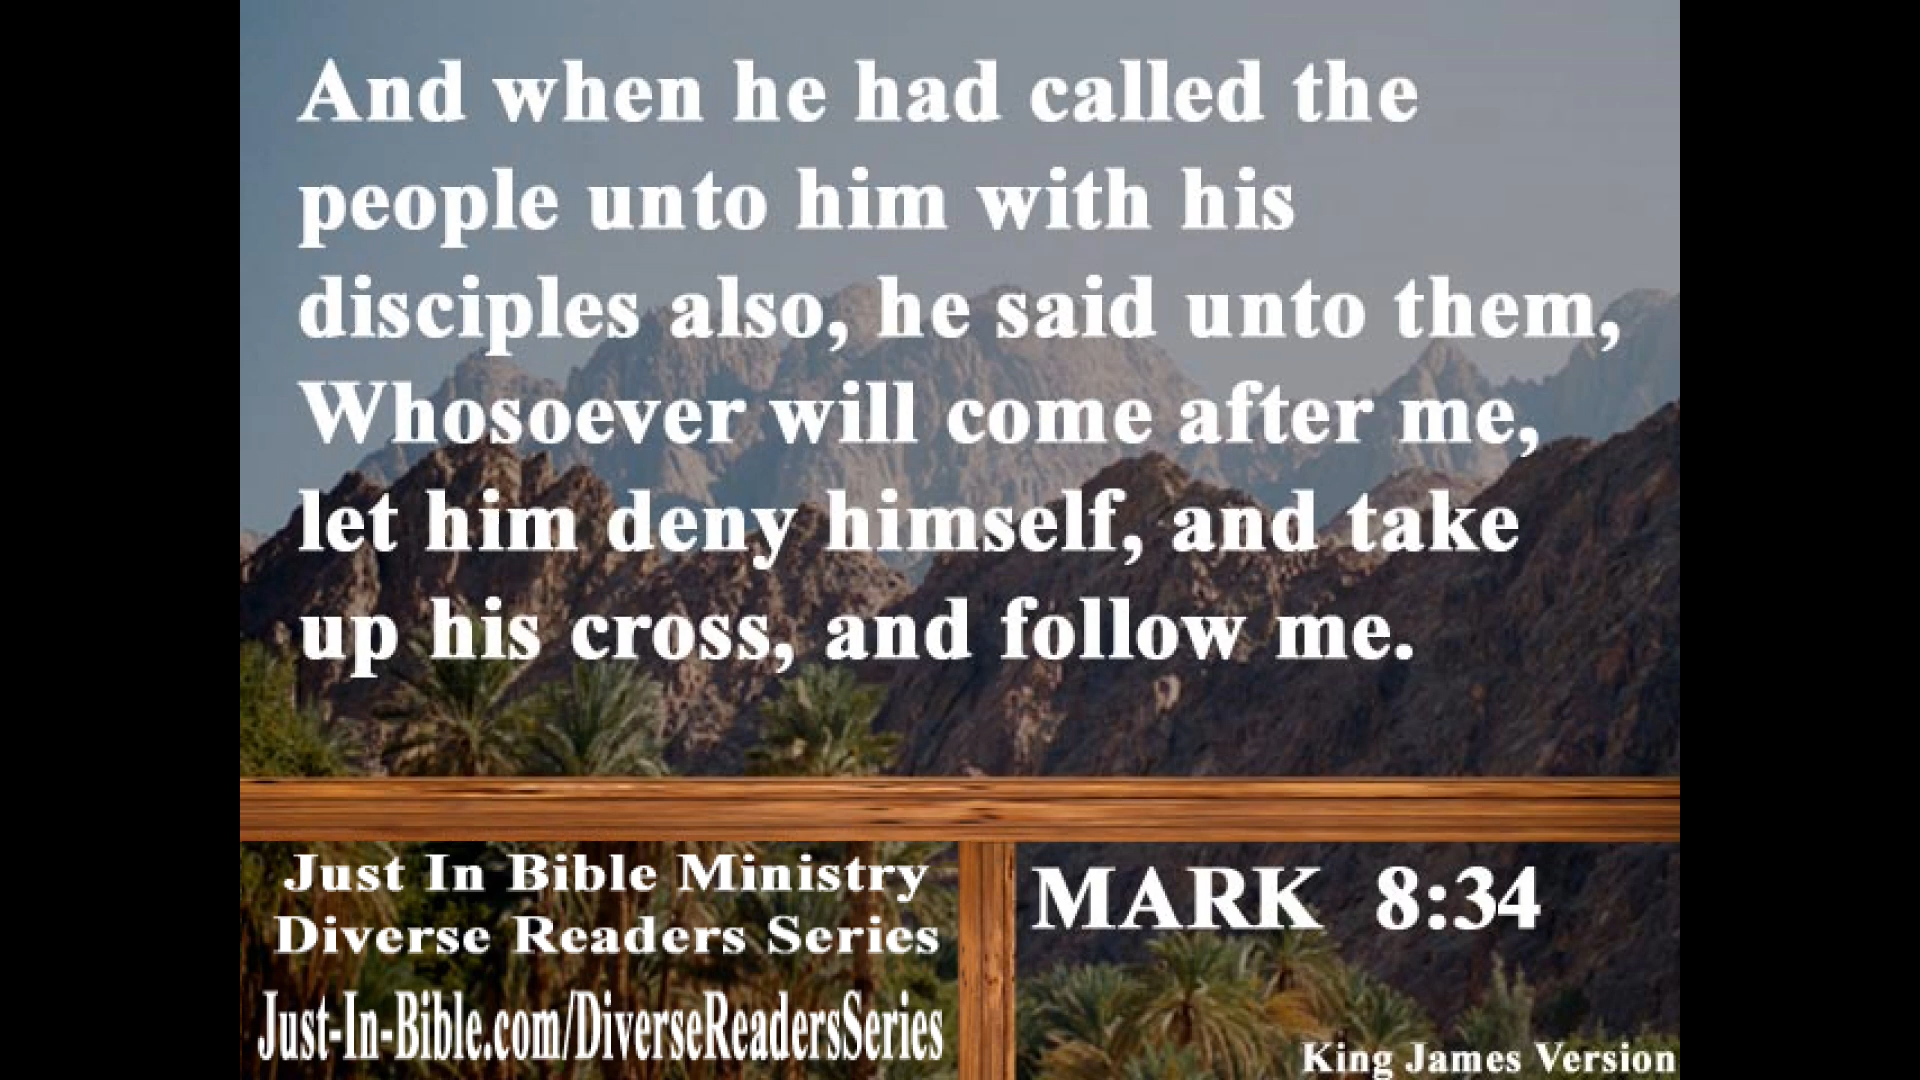 And when he had called the
people unto him with his
disciples also, he said unto them,
Whosoever will come after me,
let him deny himself, and take
up his cross, and follow me.
Just In Bible Ministry
Diverse Readers Series
Just-In-Bible.com/DiverseReadersSeries
MARK 8:34
King James Version